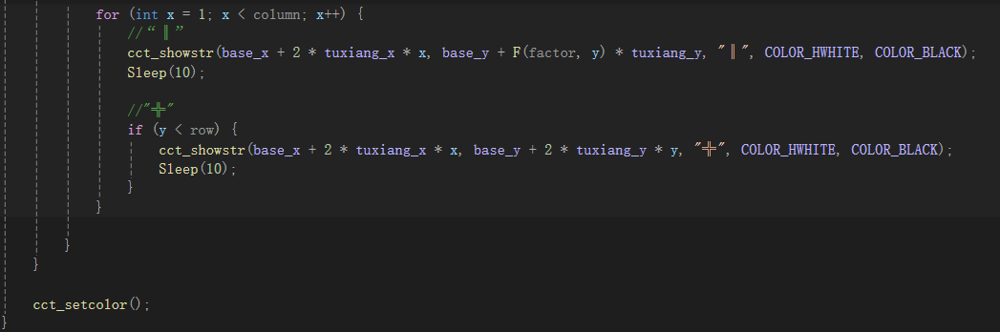 for (int x = 1; x < column; x++) {
//“║”
cct_showstr(base_x + 2 * tuxiang_x * x, base_y + F(factor, y) * tuxiang_y, "║", COLOR_HWHITE, COLOR_BLACK);
Sleep(10);
//"╬"
if (y < row) {
cct_showstr(base_x + 2 * tuxiang_x * x, base_y + 2 * tuxiang_y * y, "╬", COLOR_HWHITE, COLOR_BLACK);
Sleep(10);
}
}
}
}
cct_setcolor();
}